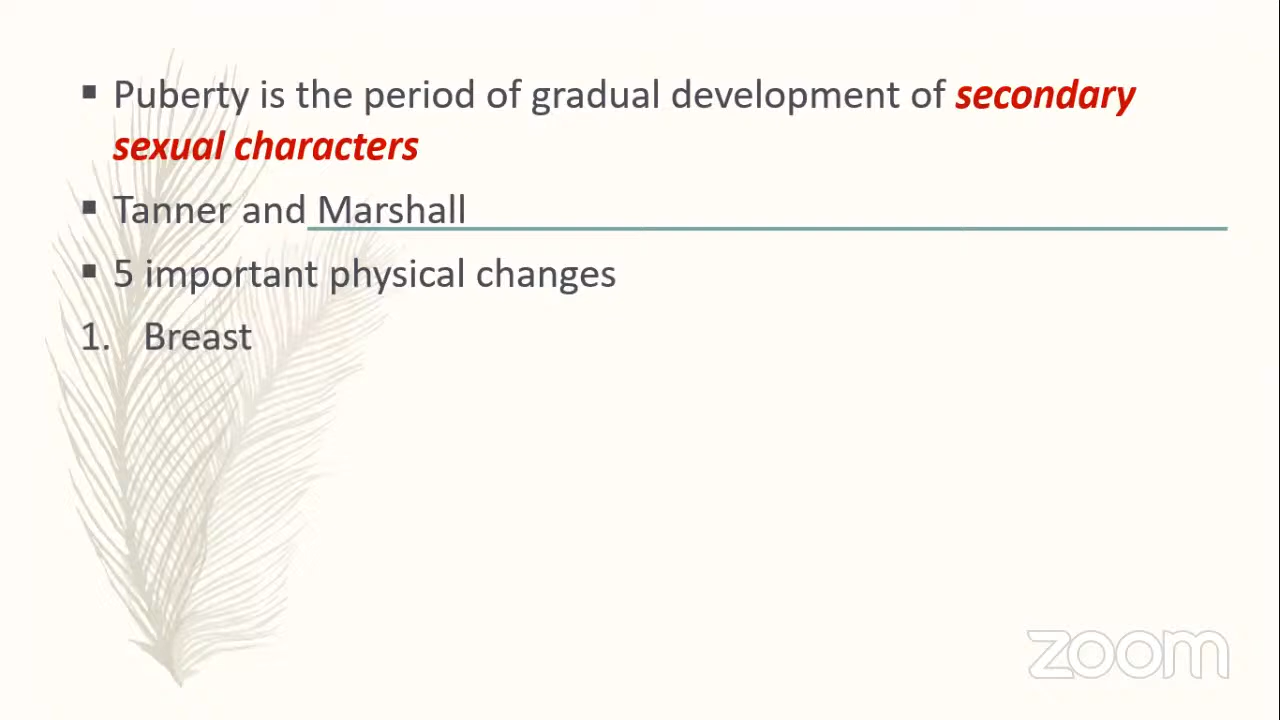 ▪ Puberty is the period of gradual development of secondary
sexual characters
▪ Tanner and Marshall
▪ 5 important physical changes
1. Breast
zoom